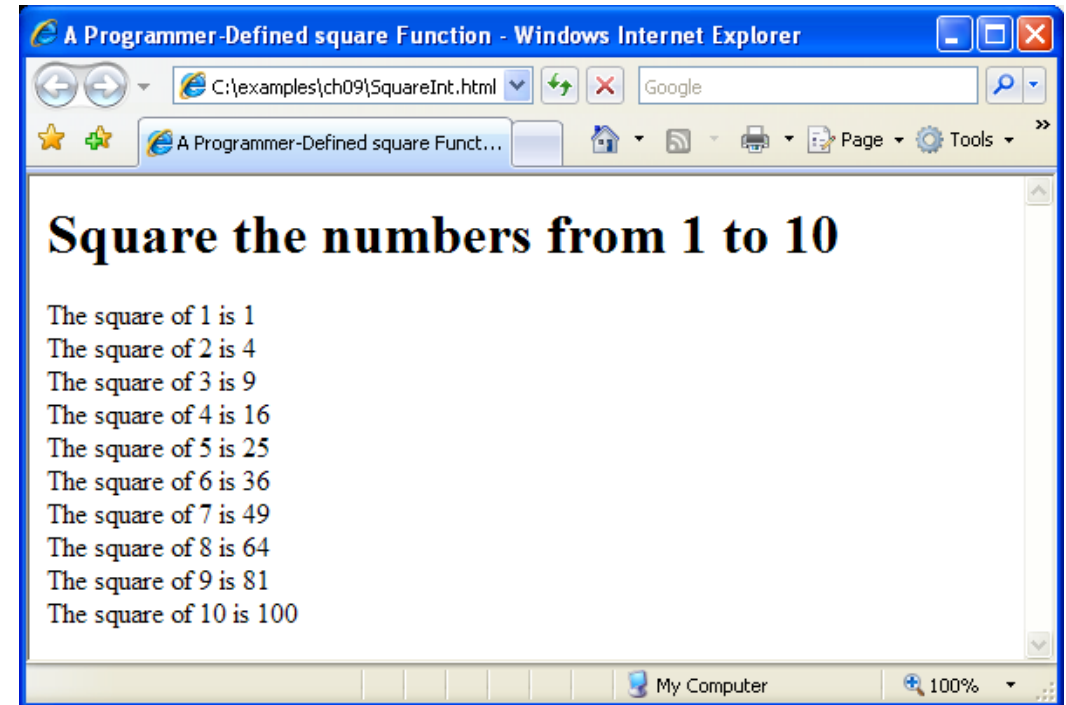 A Programmer-Defined square Function - Windows Internet Explorer
C:\examples\ch09\SquareInt.html
Google
A Programmer-Defined square Funct...
Page
Tools
»
Square the numbers from 1 to 10
The square of 1 is 1
The square of 2 is 4
The square of 3 is 9
The square of 4 is 16
The square of 5 is 25
The square of 6 is 36
The square of 7 is 49
The square of 8 is 64
The square of 9 is 81
The square of 10 is 100
My Computer
100%